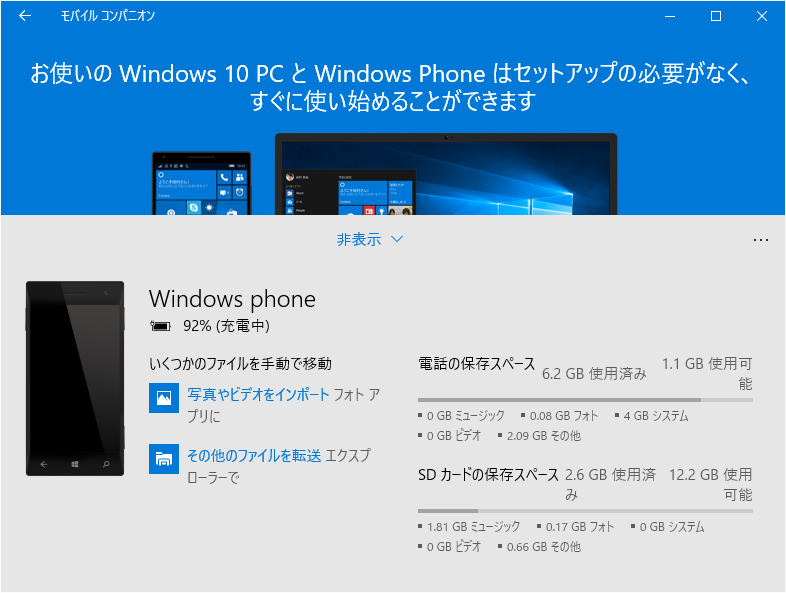 モバイル コンパニオン
お使いの Windows 10 PC と Windows Phone はセットアップの必要がなく、
すぐに使い始めることができます
非表示
Windows phone
92% (充電中)
いくつかのファイルを手動で移動
写真やビデオをインポート フォト ア
プリに
その他のファイルを転送 エクスプ
ローラーで
電話の保存スペース 6.2 GB 使用済み 1.1 GB 使用可
能
0 GB ミュージック 0.08 GB フォト 4 GB システム
0 GB ビデオ 2.09 GB その他
SD カードの保存スペース 2.6 GB 使用済 12.2 GB 使用
み 可能
1.81 GB ミュージック 0.17 GB フォト 0 GB システム
0 GB ビデオ 0.66 GB その他